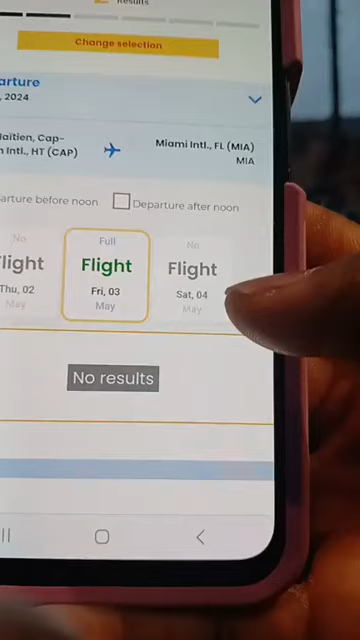 Results
Change selection
arture
, 2024
Haïtien, Cap-
n Intl., HT (CAP)
Miami Intl., FL (MIA)
MIA
arture before noon
Departure after noon
No
Full
No
Flight
Flight
Flight
Thu, 02
Fri, 03
Sat, 04
May
May
May
No results